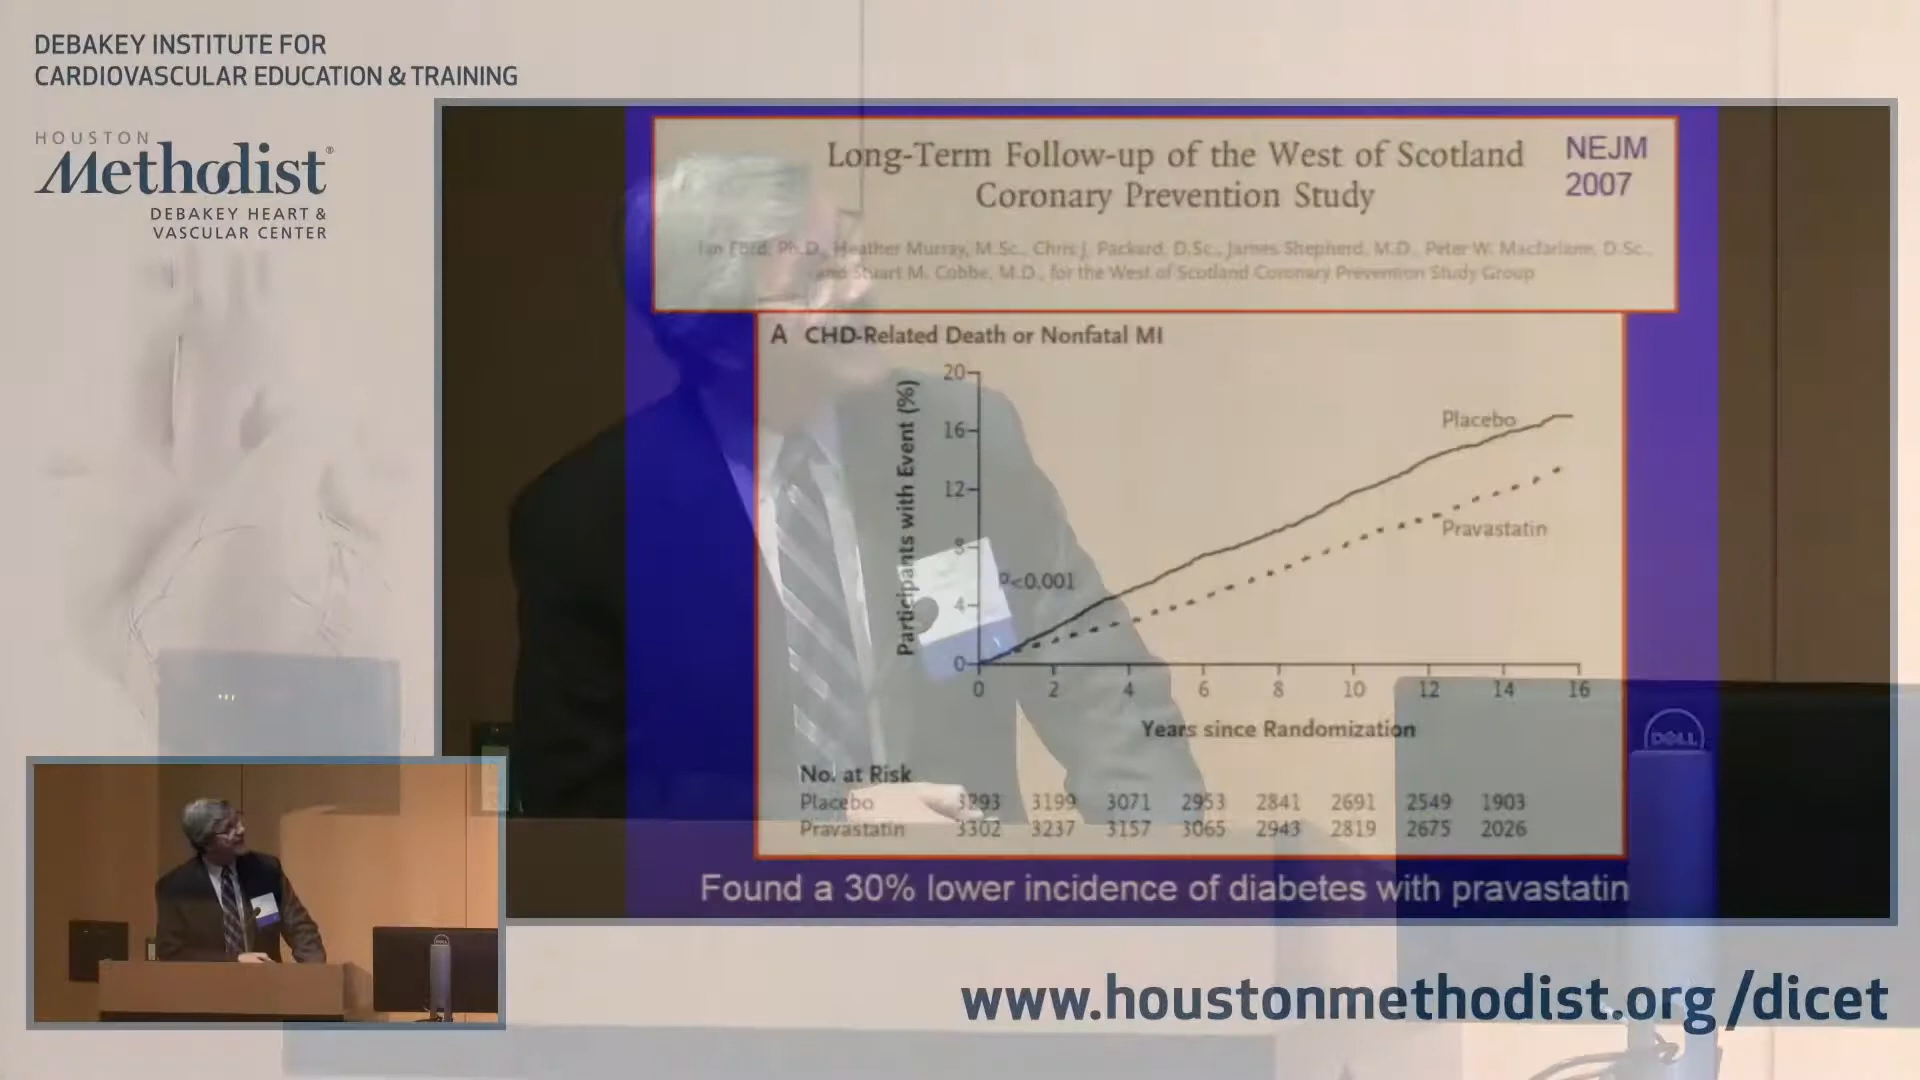 DEBAKEY INSTITUTE FOR
CARDIOVASCULAR EDUCATION & TRAINING
HOUSTON
Methodist®
DEBAKEY HEART &
VASCULAR CENTER
Long-Term Follow-up of the West of Scotland
Coronary Prevention Study
NEJM
2007
Ian Ford, Ph.D., Heather Murray, M.Sc., Chris J. Packard, D.Sc., James Shepherd, M.D., Peter W. Macfarlane, D.Sc.,
and Stuart M. Cobbe, M.D., for the West of Scotland Coronary Prevention Study Group
A CHD-Related Death or Nonfatal MI
Participants with Event (%)
20
16
12
8
4
0
Placebo
Pravastatin
P<0.001
0 2 4 6 8 10 12 14 16
Years since Randomization
No. at Risk
Placebo 3293 3199 3071 2953 2841 2691 2549 1903
Pravastatin 3302 3237 3157 3065 2943 2819 2675 2026
Found a 30% lower incidence of diabetes with pravastatin
DELL
DELL
www.houstonmethodist.org/dicet